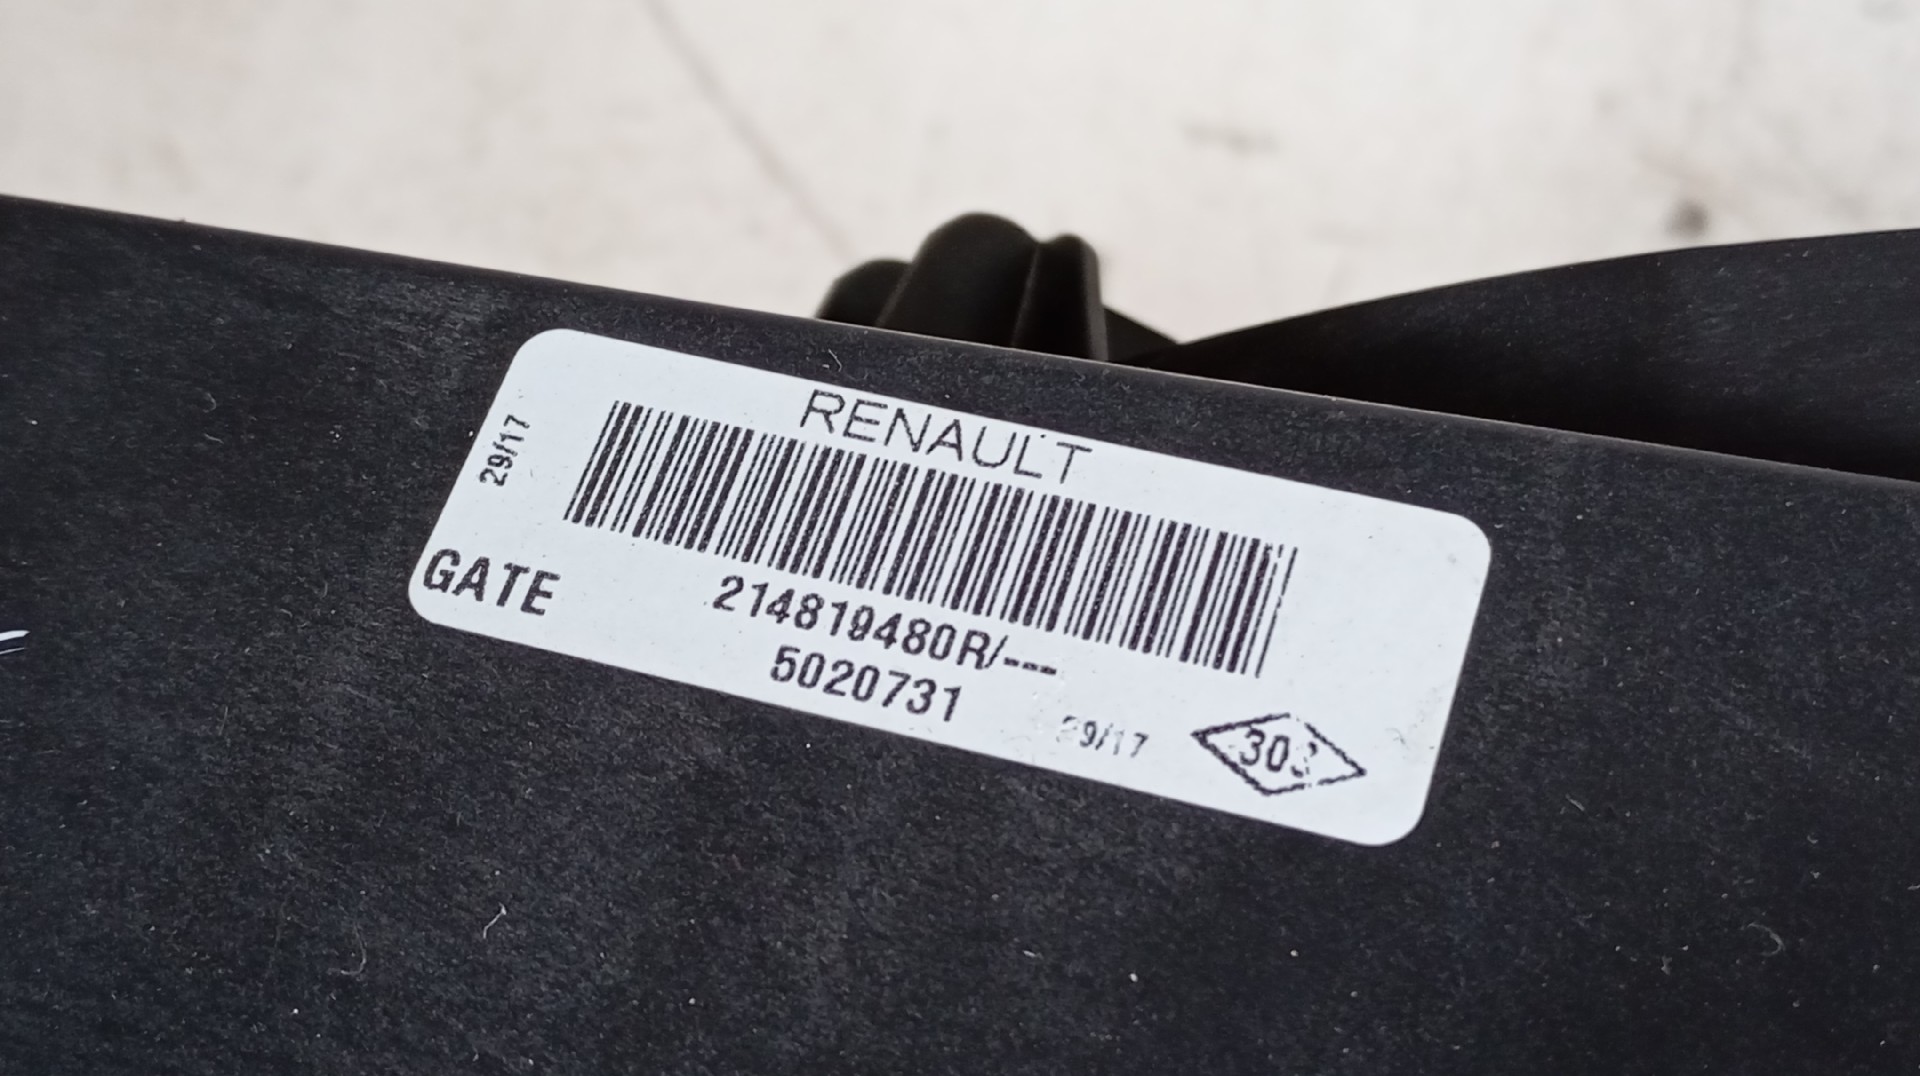 RENAULT
29/17
GATE
214819480R/---
5020731
29/17
303